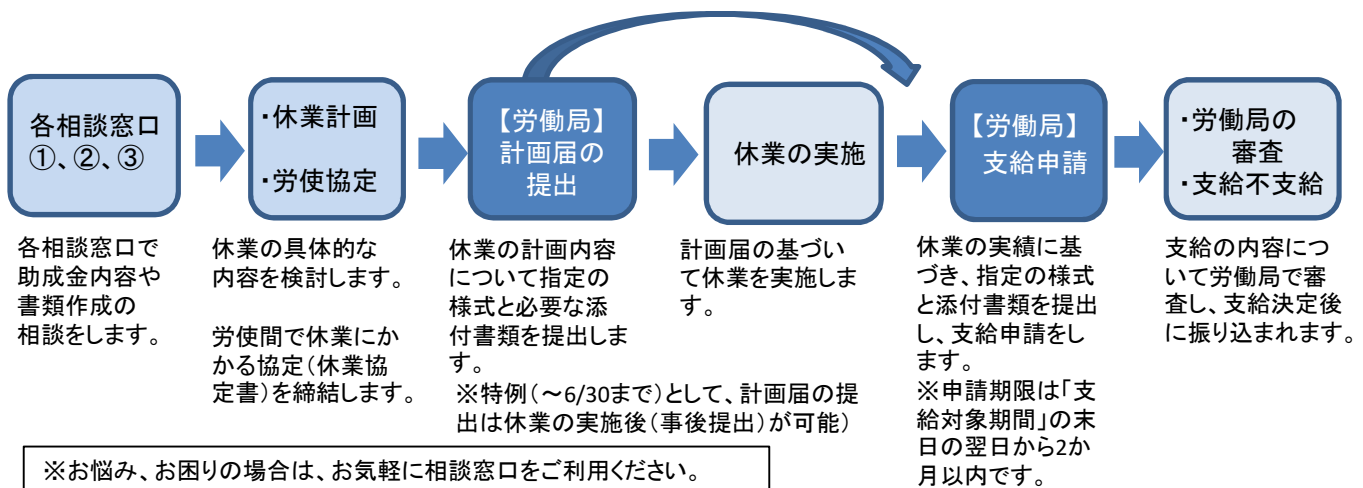 各相談窓口
①、②、③
・休業計画
・労使協定
【労働局】
計画届の
提出
休業の実施
【労働局】
支給申請
・労働局の
審査
・支給不支給
各相談窓口で
助成金内容や
書類作成の
相談をします。
休業の具体的な
内容を検討します。
労使間で休業にか
かる協定（休業協
定書）を締結します。
休業の計画内容
について指定の
様式と必要な添
付書類を提出しま
す。
※特例（～6/30まで）として、計画届の提
出は休業の実施後（事後提出）が可能）
計画届の基づい
て休業を実施しま
す。
休業の実績に基
づき、指定の様式
と添付書類を提出
し、支給申請をし
ます。
※申請期限は「支
給対象期間」の末
日の翌日から2か
月以内です。
支給の内容につ
いて労働局で審
査し、支給決定後
に振り込まれます。
※お悩み、お困りの場合は、お気軽に相談窓口をご利用ください。